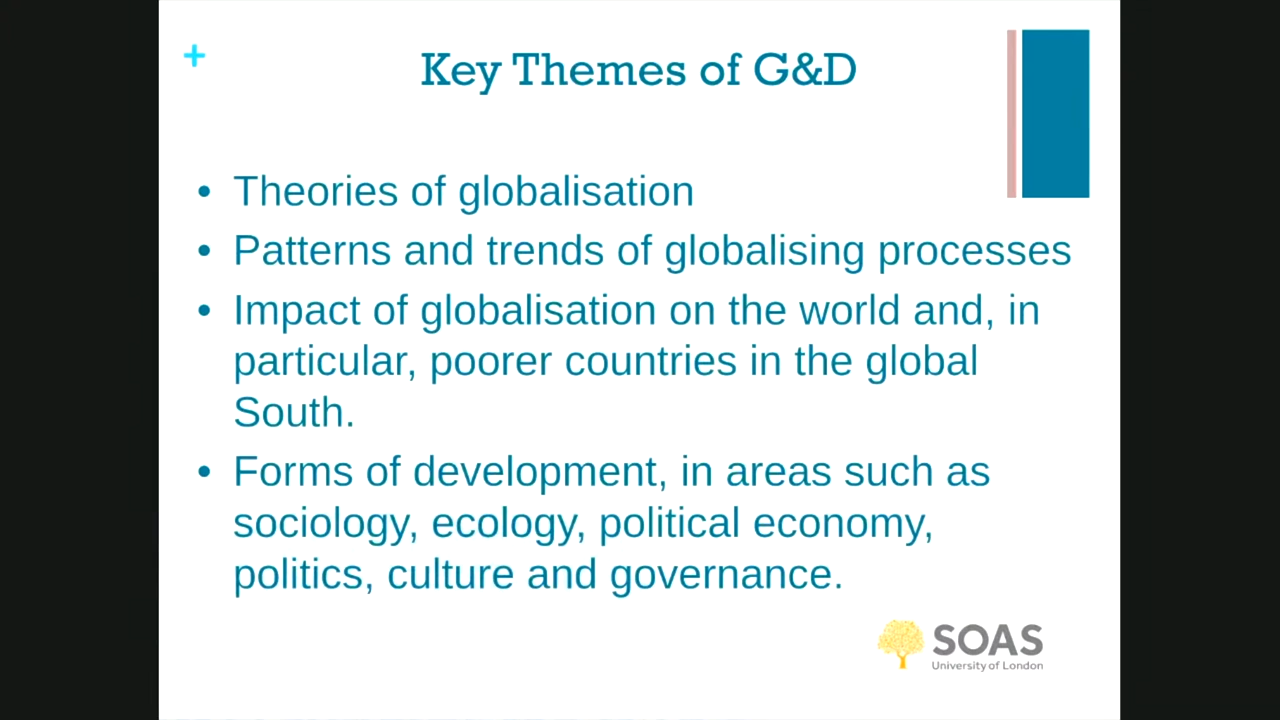 +
Key Themes of G&D
• Theories of globalisation
• Patterns and trends of globalising processes
• Impact of globalisation on the world and, in
particular, poorer countries in the global
South.
• Forms of development, in areas such as
sociology, ecology, political economy,
politics, culture and governance.
SOAS
University of London